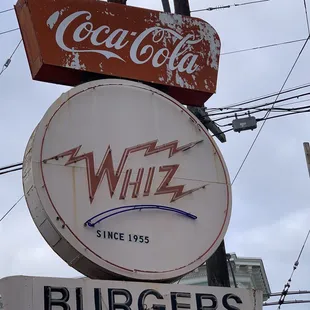 Coca-Cola
WHIZ
SINCE 1955
BURGERS